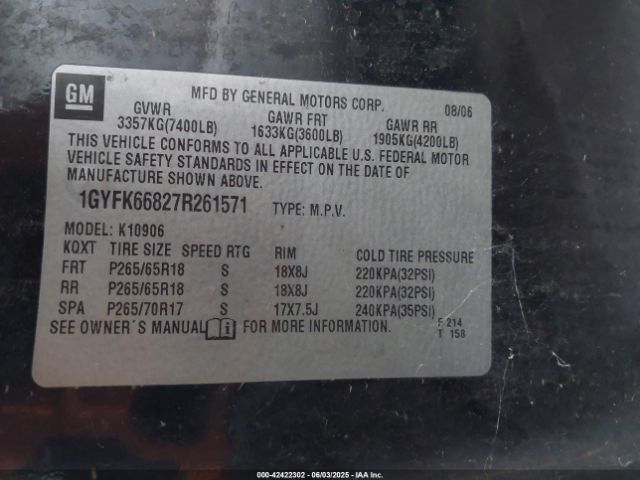 GM
MFD BY GENERAL MOTORS CORP. 08/06
GVWR GAWR FRT GAWR RR
3357KG(7400LB) 1633KG(3600LB) 1905KG(4200LB)
THIS VEHICLE CONFORMS TO ALL APPLICABLE U.S. FEDERAL MOTOR
VEHICLE SAFETY STANDARDS IN EFFECT ON THE DATE OF
MANUFACTURE SHOWN ABOVE.
1GYFK66827R261571 TYPE: M.P.V.
MODEL: K10906
KQXT TIRE SIZE SPEED RTG RIM COLD TIRE PRESSURE
FRT P265/65R18 S 18X8J 220KPA(32PSI)
RR P265/65R18 S 18X8J 220KPA(32PSI)
SPA P265/70R17 S 17X7.5J 240KPA(35PSI)
SEE OWNER'S MANUAL FOR MORE INFORMATION.
F 214
T 158
000-42422302 - 06/03/2025 - IAA Inc.